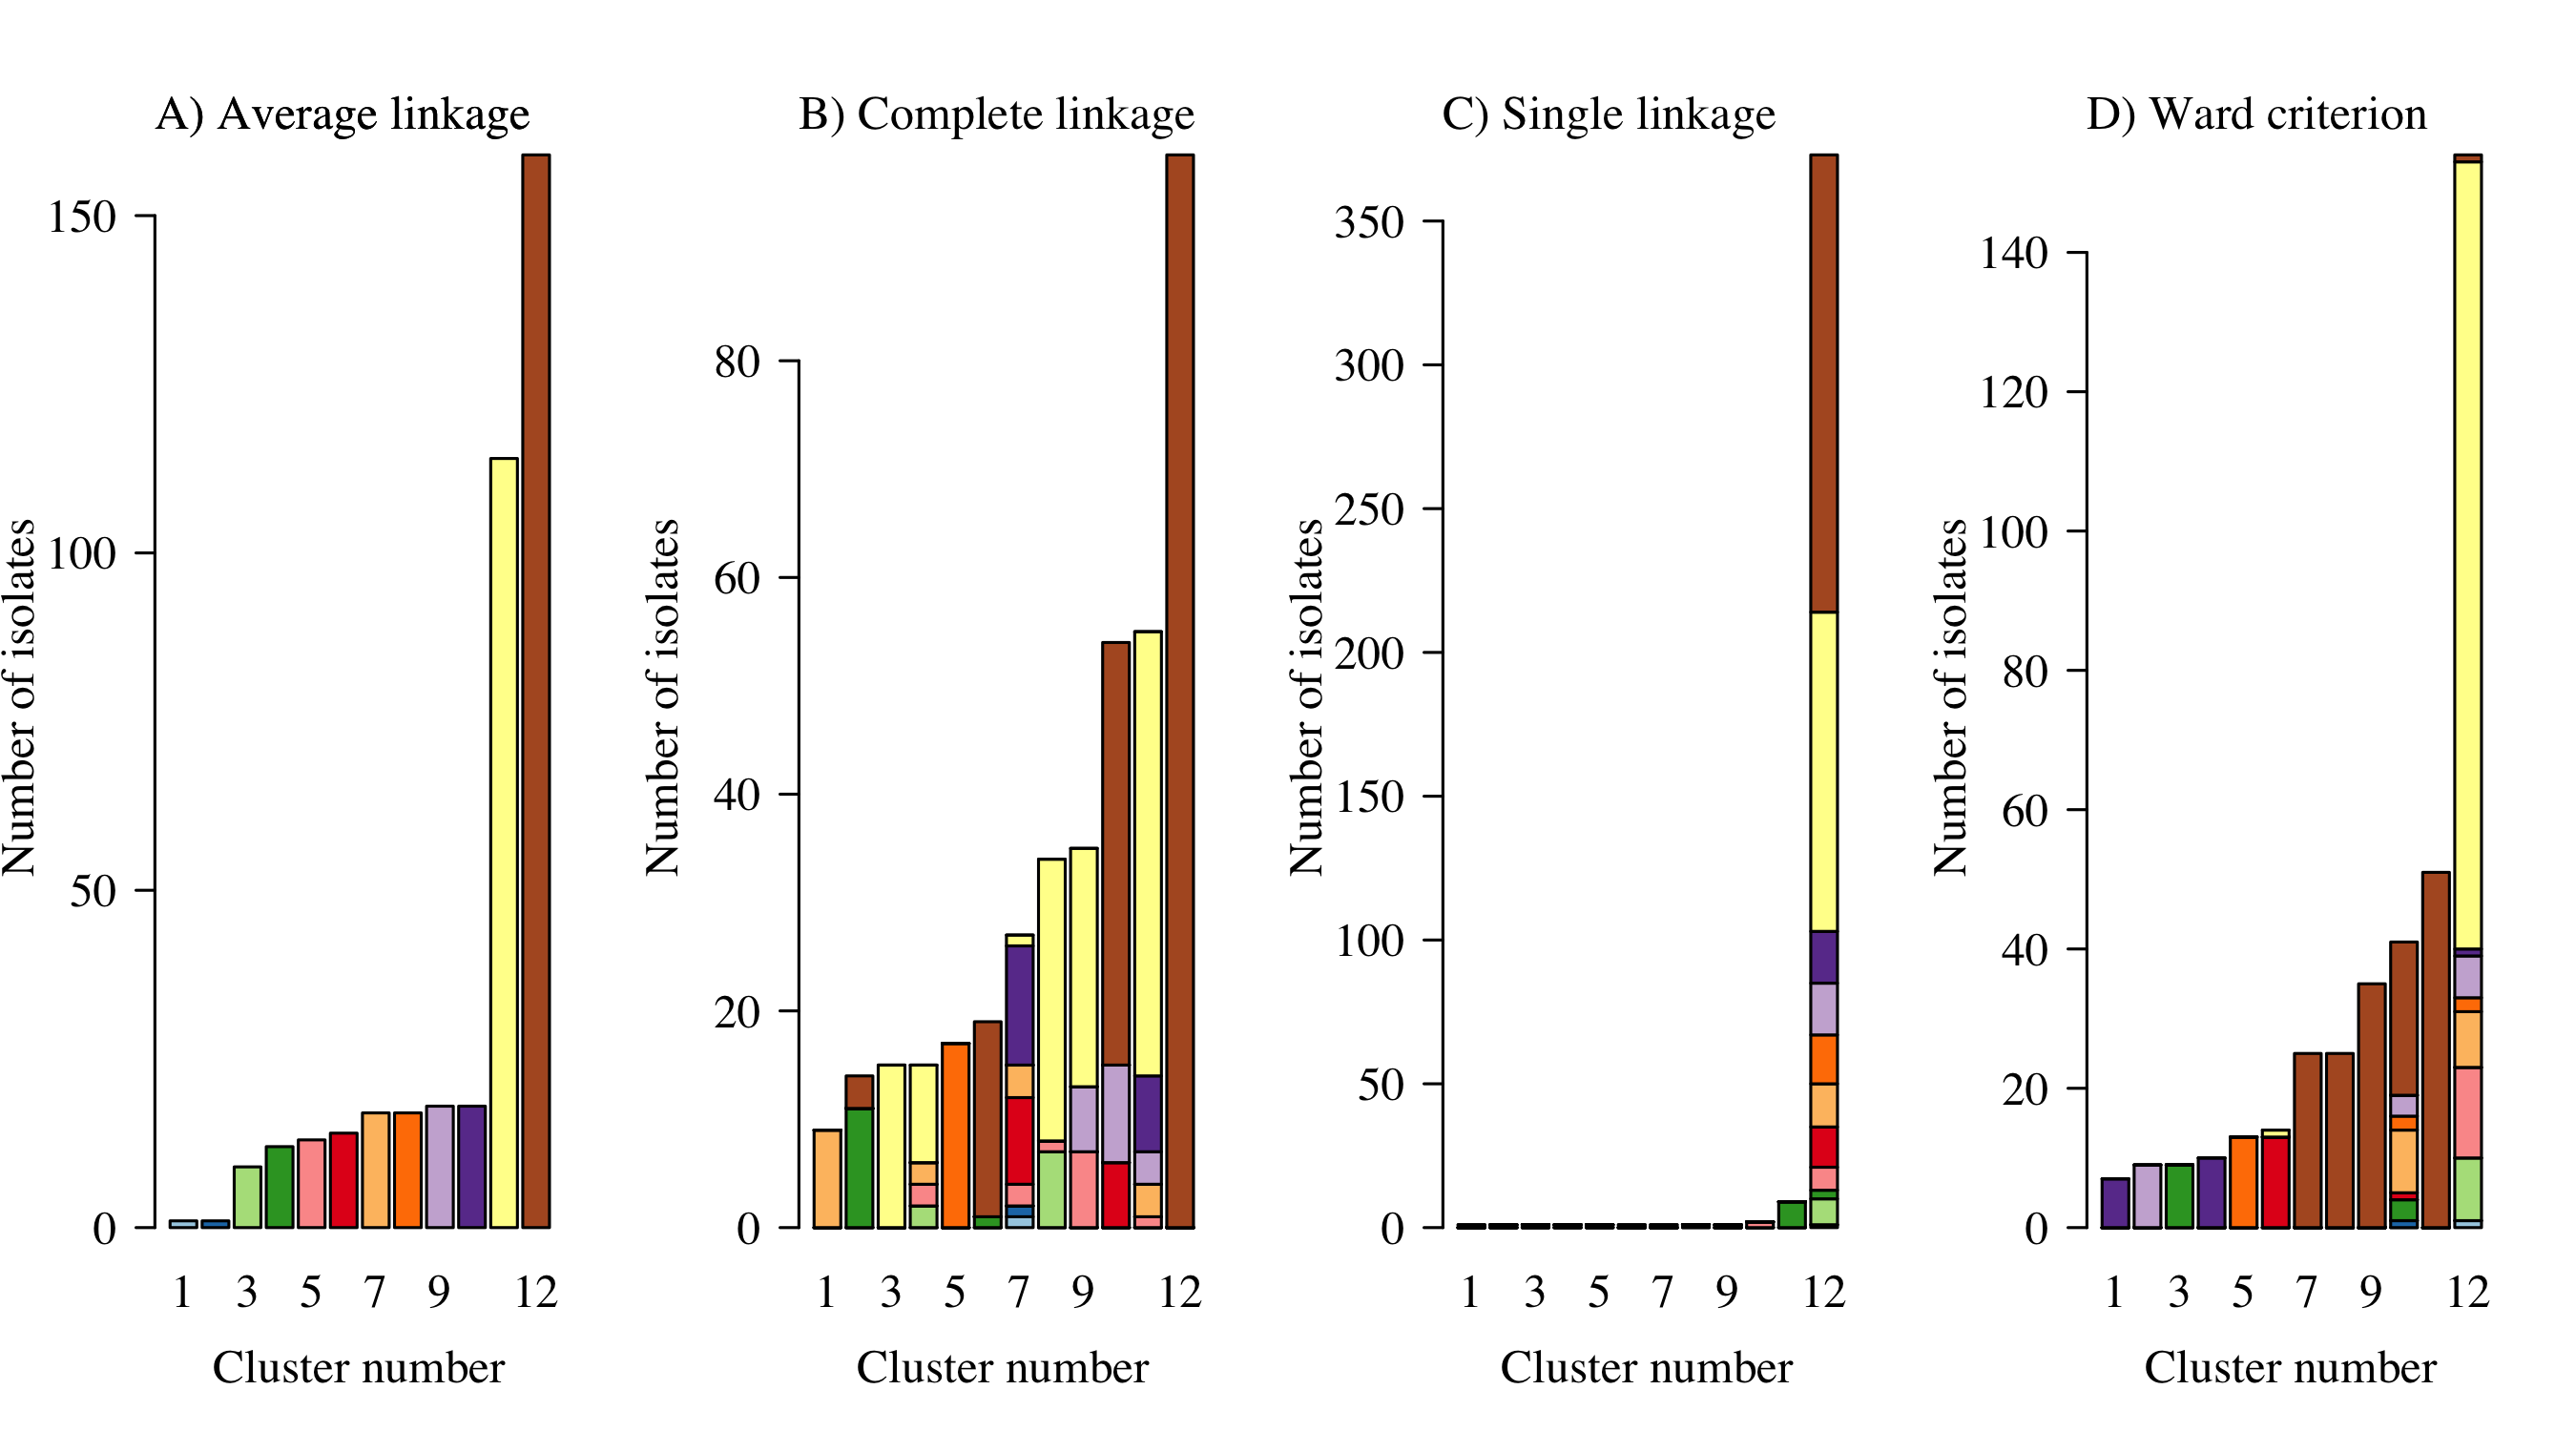 A) Average linkage
Number of isolates
150
100
50
0
1 3 5 7 9 12
Cluster number
B) Complete linkage
Number of isolates
80
60
40
20
0
1 3 5 7 9 12
Cluster number
C) Single linkage
Number of isolates
350
300
250
200
150
100
50
0
1 3 5 7 9 12
Cluster number
D) Ward criterion
Number of isolates
140
120
100
80
60
40
20
0
1 3 5 7 9 12
Cluster number